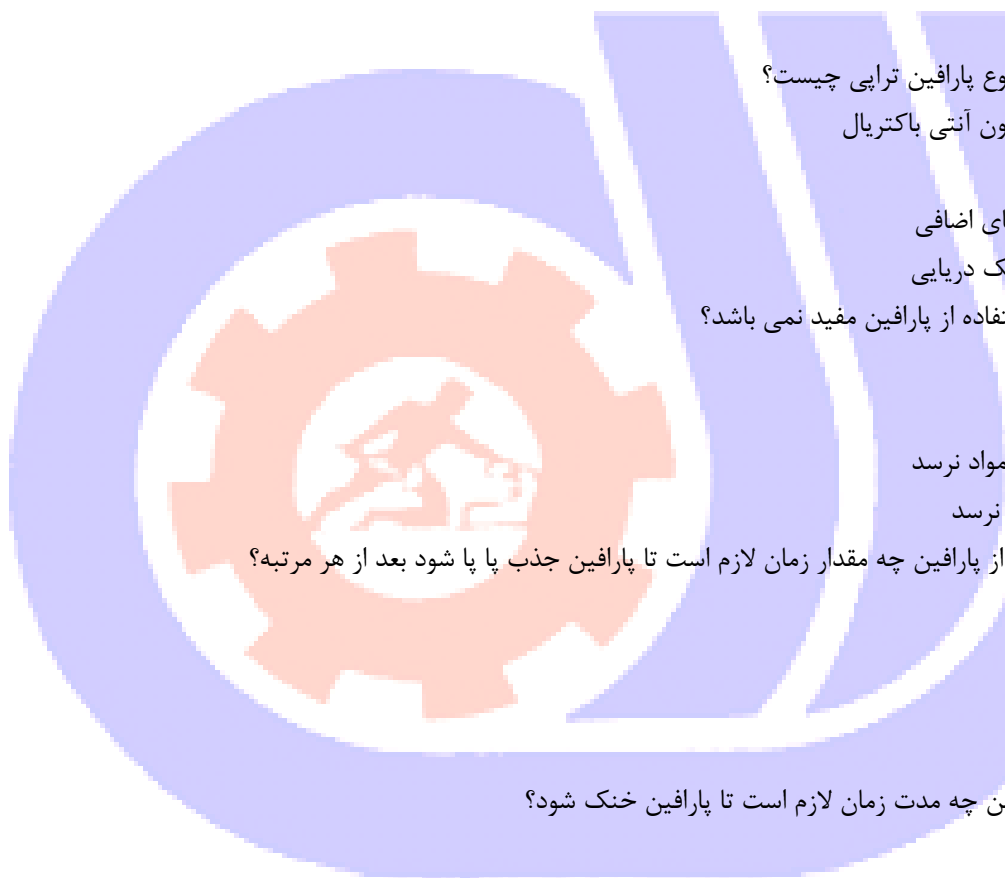 وع پارافین تراپی چیست؟
ون آنتی باکتریال
ای اضافی
ک دریایی
تفاده از پارافین مفید نمی باشد؟
مواد نرسد
نرسد
از پارافین چه مقدار زمان لازم است تا پارافین جذب پا پا شود بعد از هر مرتبه؟
ن چه مدت زمان لازم است تا پارافین خنک شود؟